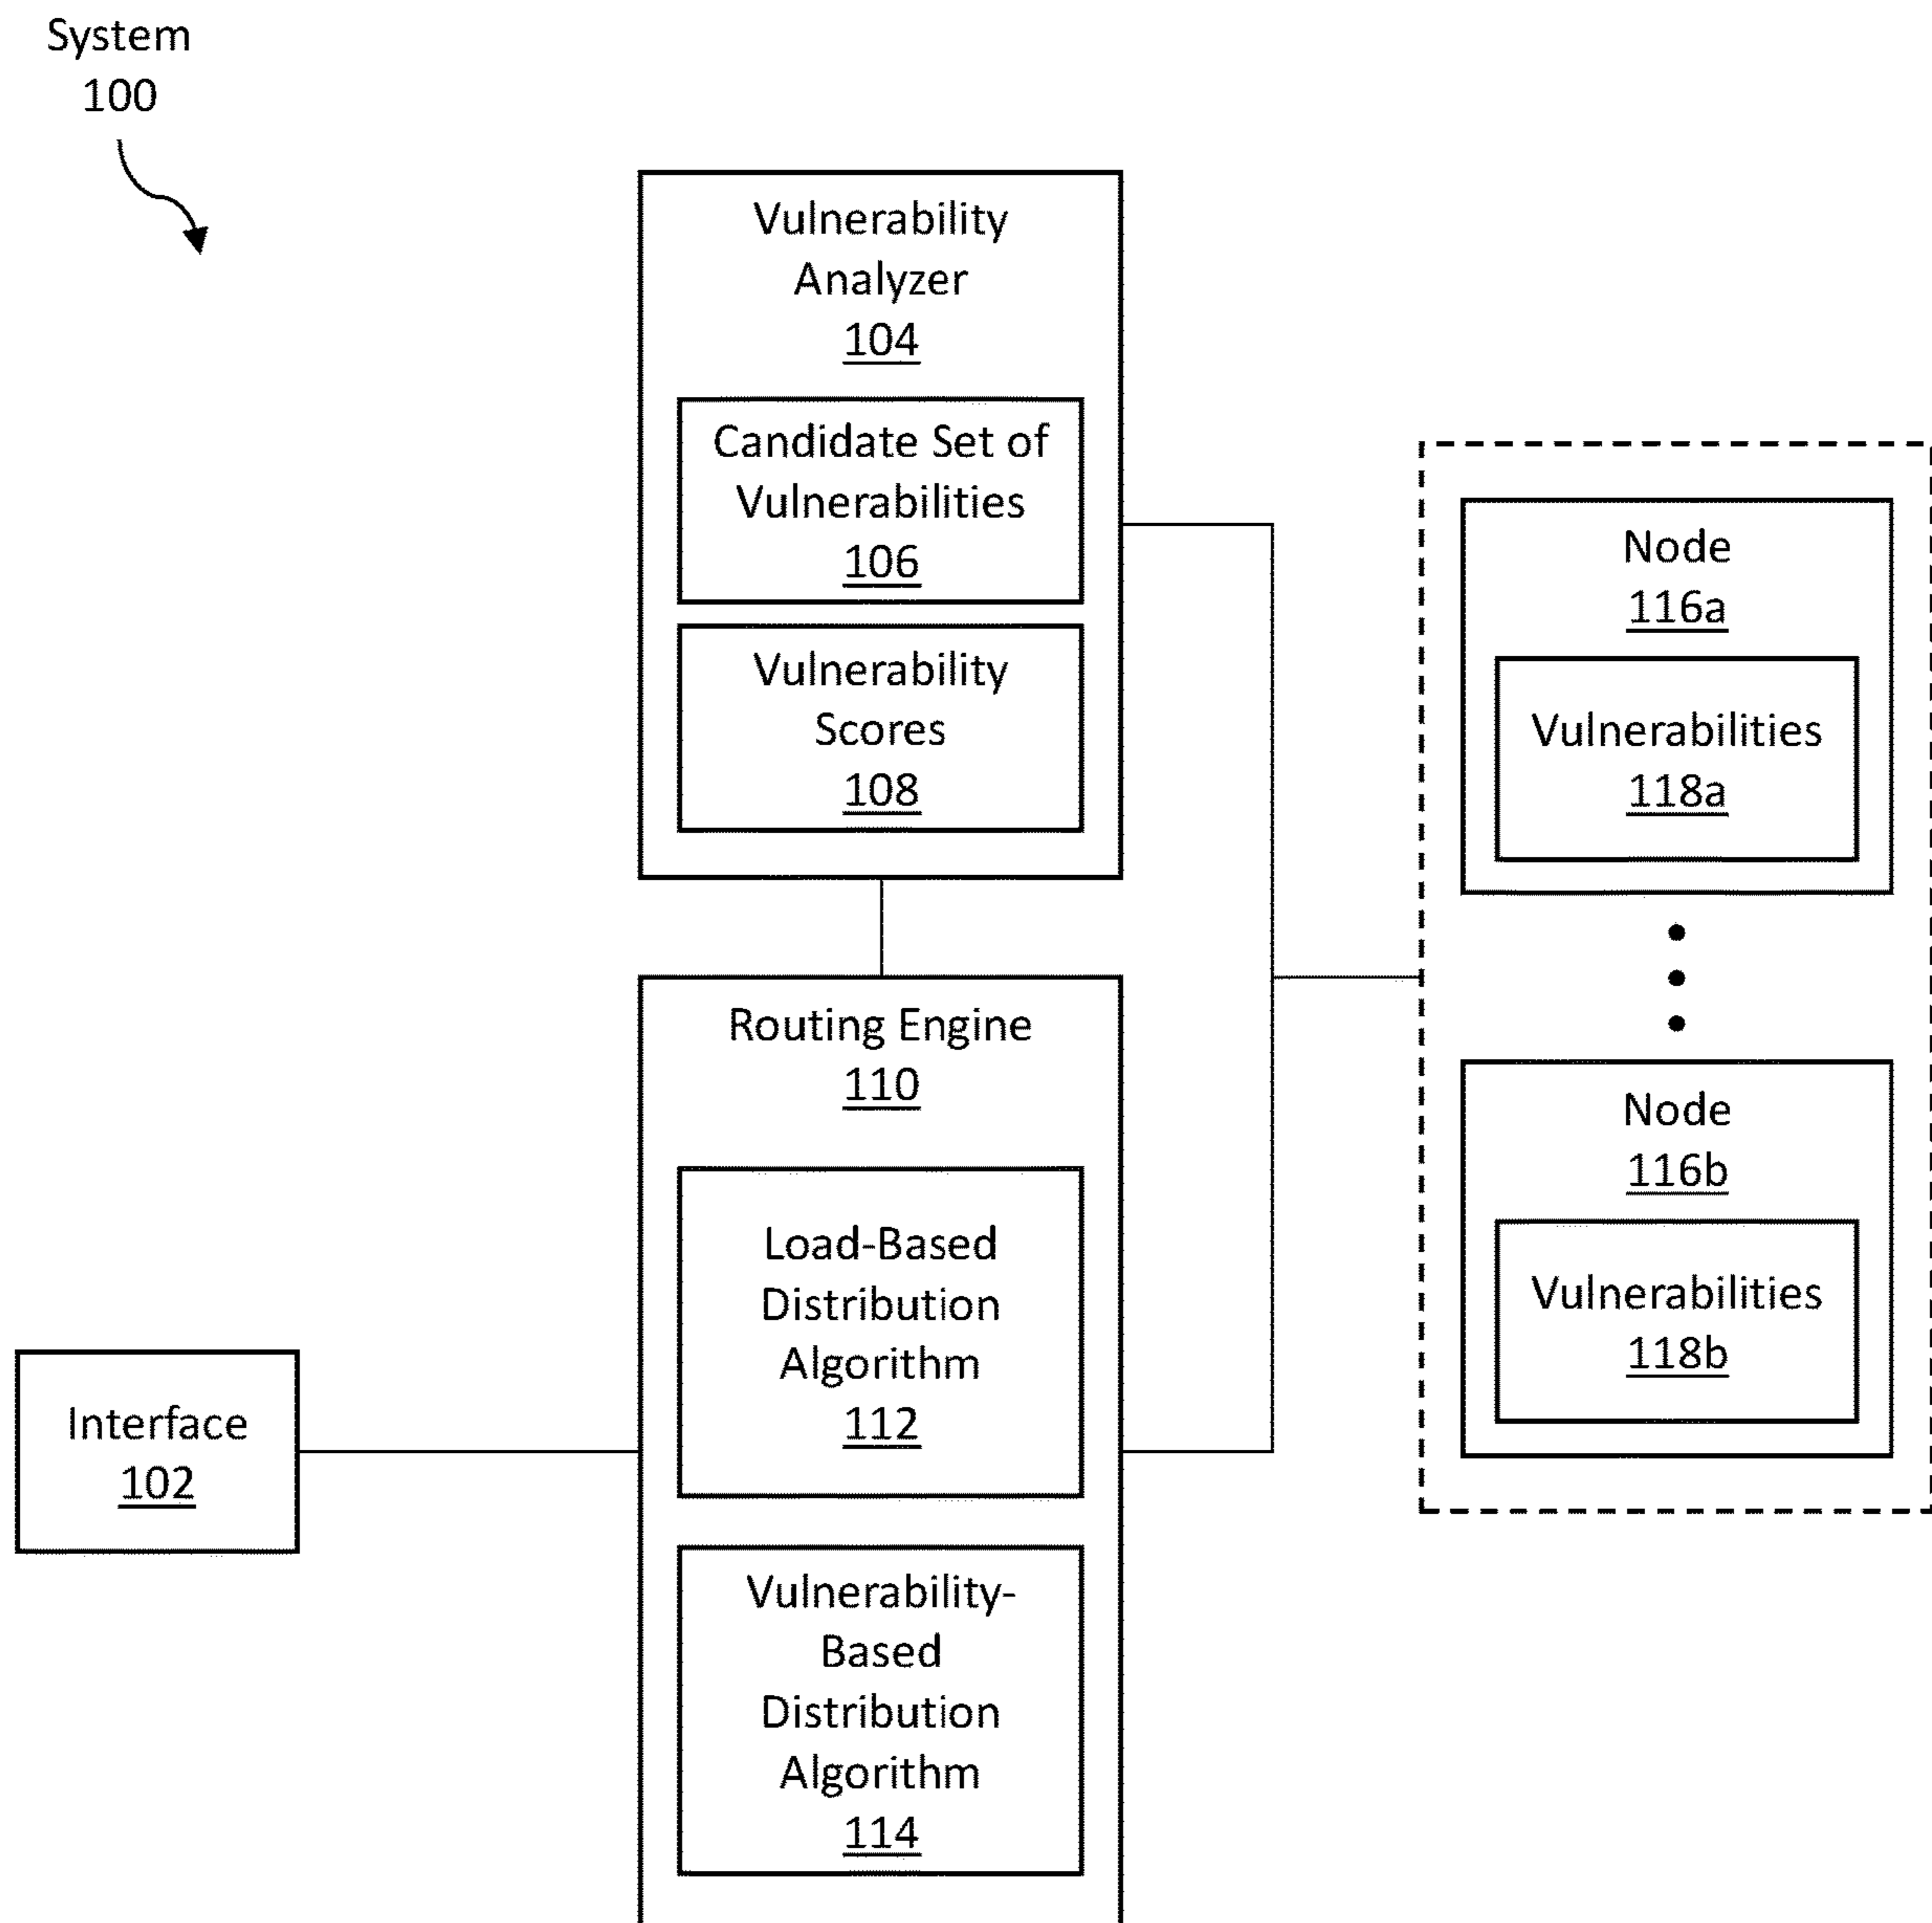 System
100
Vulnerability
Analyzer
104
Candidate Set of
Vulnerabilities
106
Vulnerability
Scores
108
Routing Engine
110
Load-Based
Distribution
Algorithm
112
Vulnerability-
Based
Distribution
Algorithm
114
Interface
102
Node
116a
Vulnerabilities
118a
Node
116b
Vulnerabilities
118b